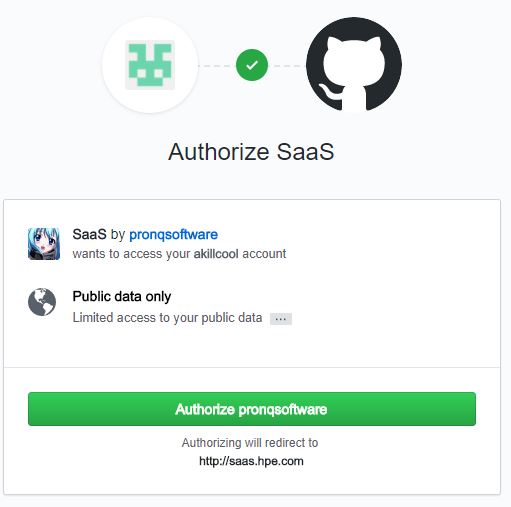 Authorize SaaS
SaaS by pronqsoftware
wants to access your akillcool account
Public data only
Limited access to your public data ...
Authorize pronqsoftware
Authorizing will redirect to
http://saas.hpe.com